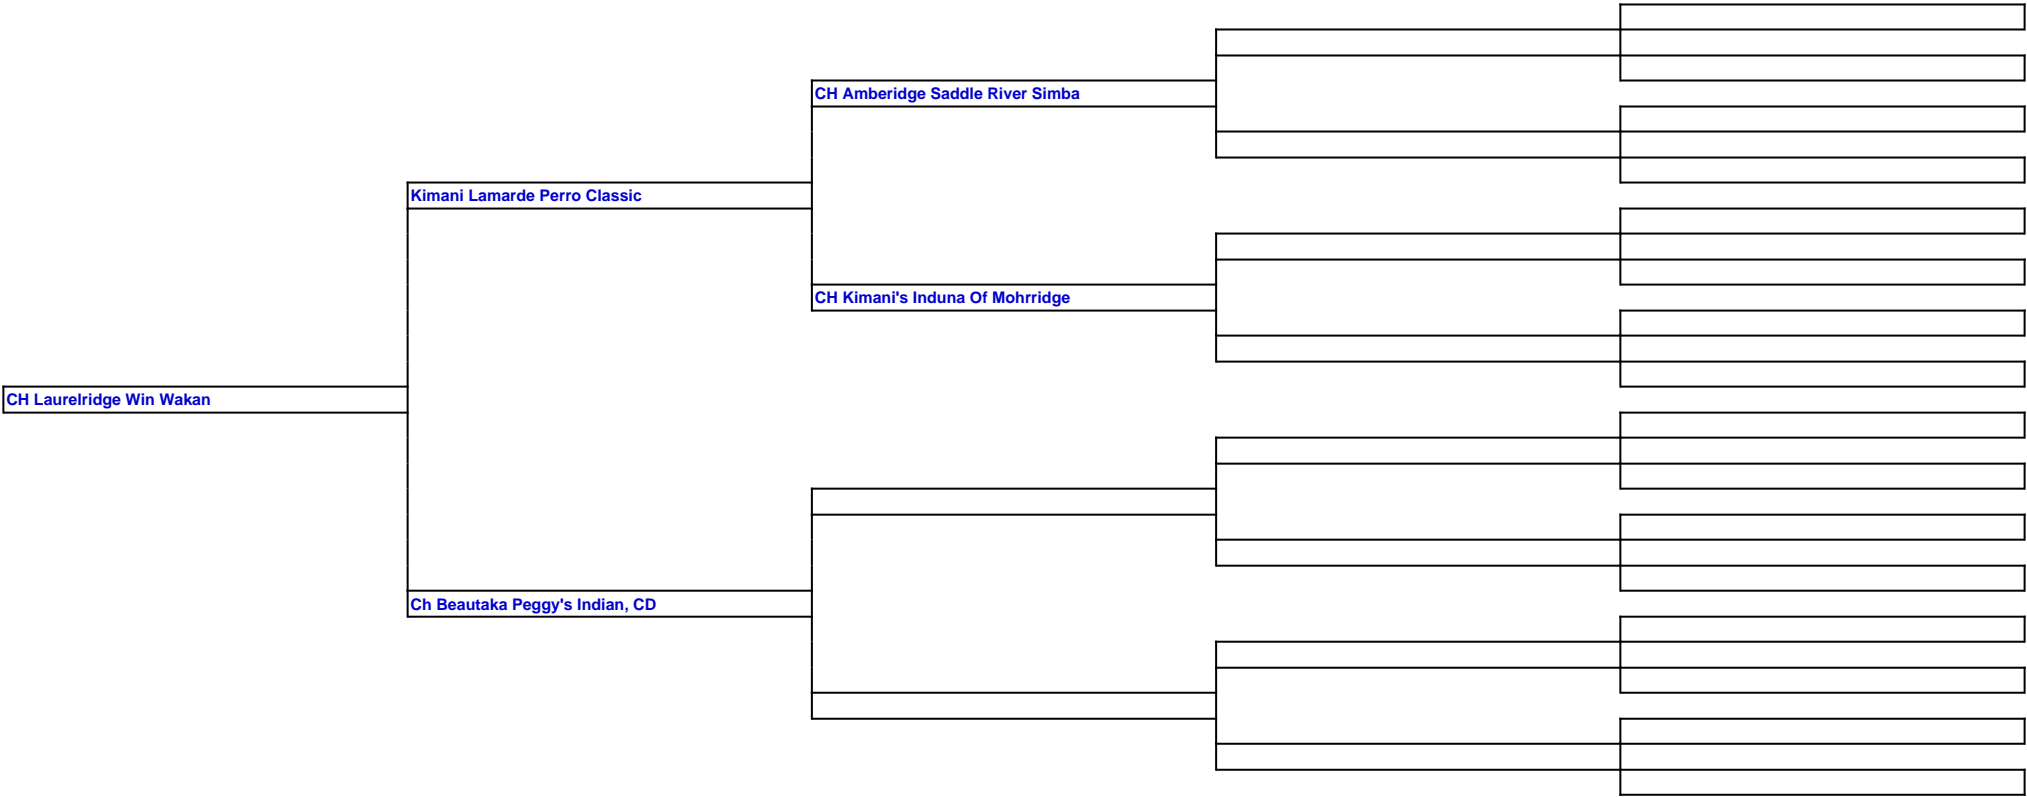 CH Amberidge Saddle River Simba
Kimani Lamarde Perro Classic
CH Kimani's Induna Of Mohrridge
CH Laurelridge Win Wakan
Ch Beautaka Peggy's Indian, CD